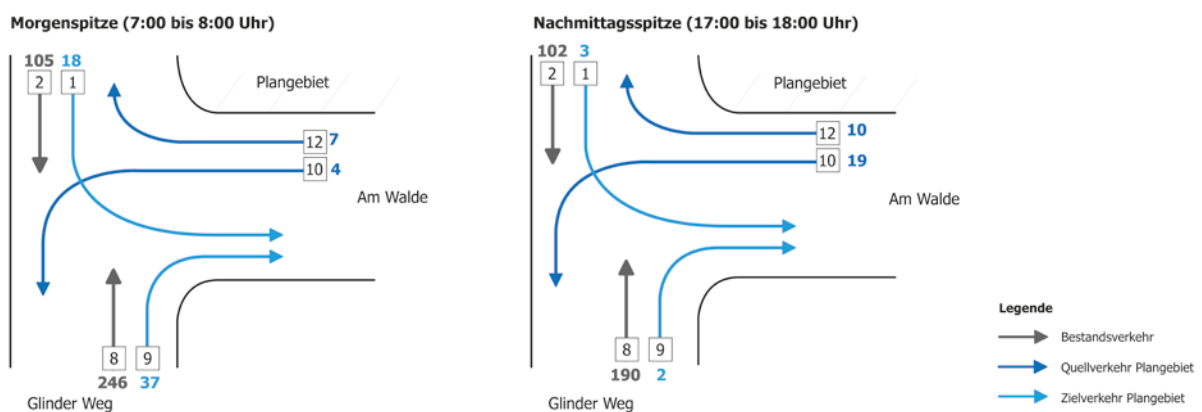 Morgenspitze (7:00 bis 8:00 Uhr)
105 18
2 1
Plangebiet
12 7
10 4
Am Walde
8 9
246 37
Glinder Weg
Nachmittagsspitze (17:00 bis 18:00 Uhr)
102 3
2 1
Plangebiet
12 10
10 19
Am Walde
8 9
190 2
Glinder Weg
Legende
Bestandsverkehr
Quellverkehr Plangebiet
Zielverkehr Plangebiet